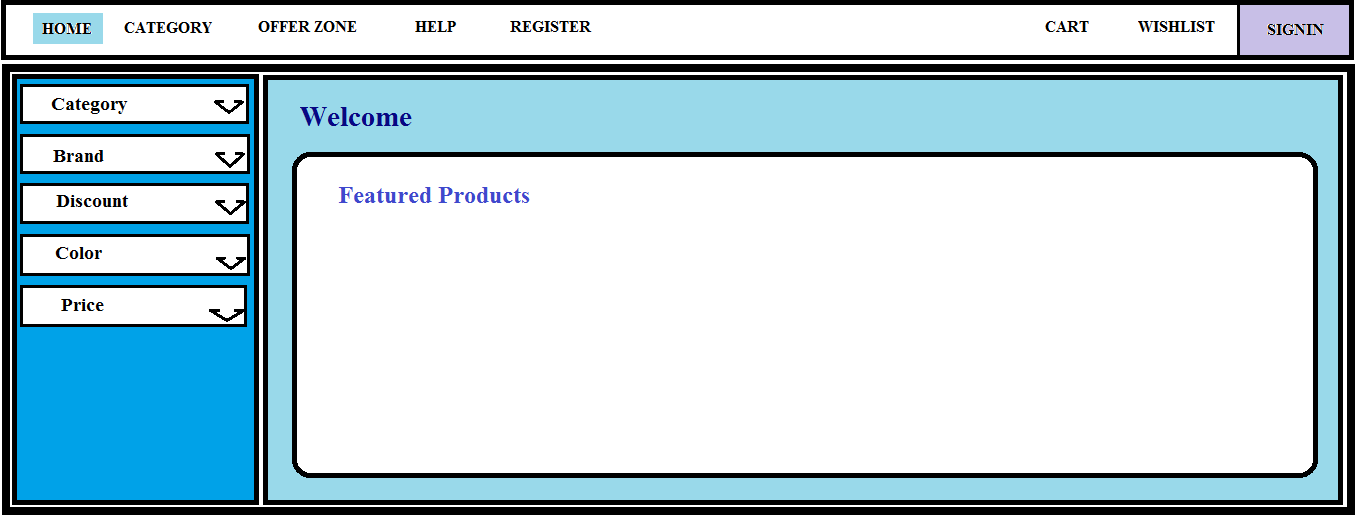 HOME CATEGORY OFFER ZONE HELP REGISTER CART WISHLIST SIGNIN
Category
Brand
Discount
Color
Price
Welcome
Featured Products